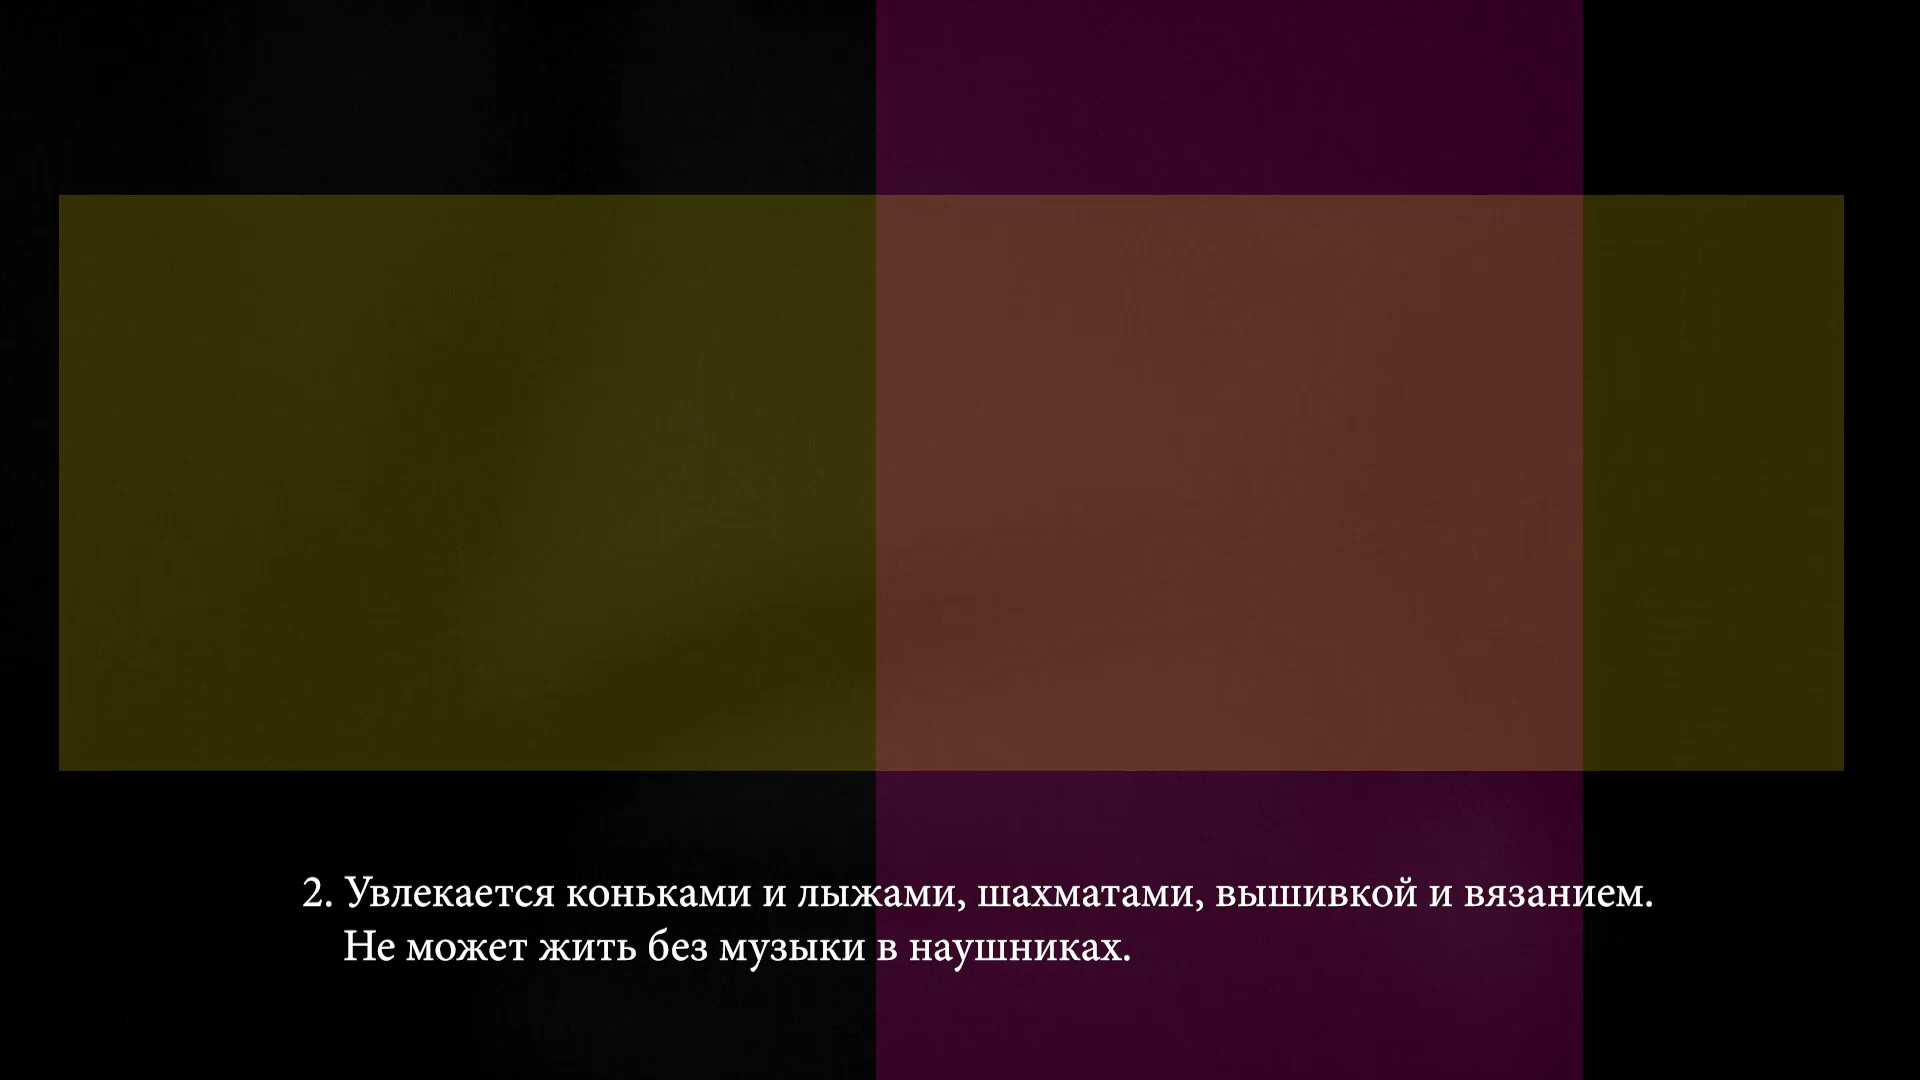 2. Увлекается коньками и лыжами, шахматами, вышивкой и вязанием.
Не может жить без музыки в наушниках.